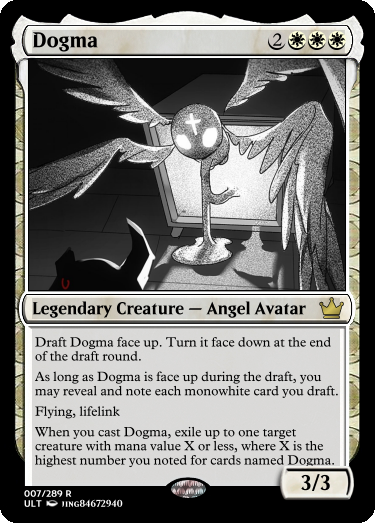 Dogma 2
Legendary Creature — Angel Avatar
Draft Dogma face up. Turn it face down at the end
of the draft round.
As long as Dogma is face up during the draft, you
may reveal and note each monowhite card you draft.
Flying, lifelink
When you cast Dogma, exile up to one target
creature with mana value X or less, where X is the
highest number you noted for cards named Dogma.
3/3
007/289 R
ULT JJNG84672940